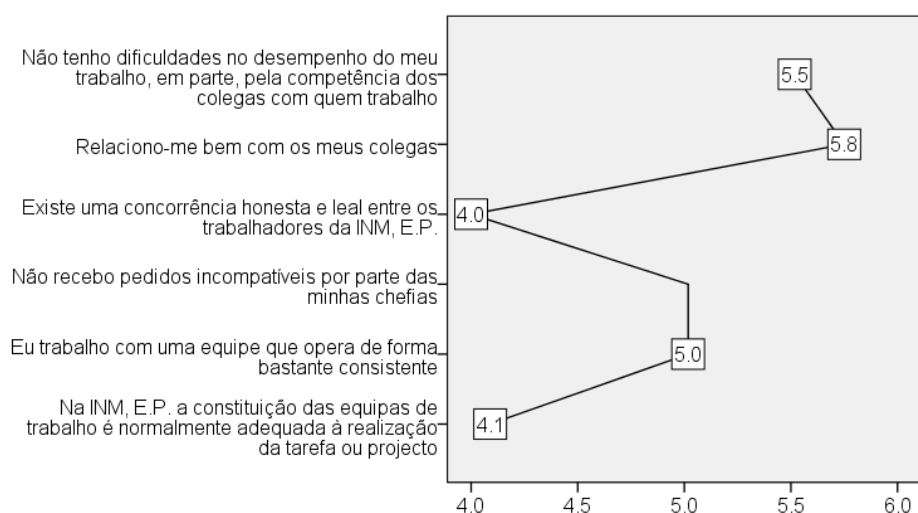 Não tenho dificuldades no desempenho do meu
trabalho, em parte, pela competência dos
colegas com quem trabalho
5.5
Relaciono-me bem com os meus colegas
5.8
Existe uma concorrência honesta e leal entre os
trabalhadores da INM, E.P.
4.0
Não recebo pedidos incompatíveis por parte das
minhas chefias
Eu trabalho com uma equipe que opera de forma
bastante consistente
5.0
Na INM, E.P. a constituição das equipas de
trabalho é normalmente adequada à realização
da tarefa ou projecto
4.1
4.0 4.5 5.0 5.5 6.0